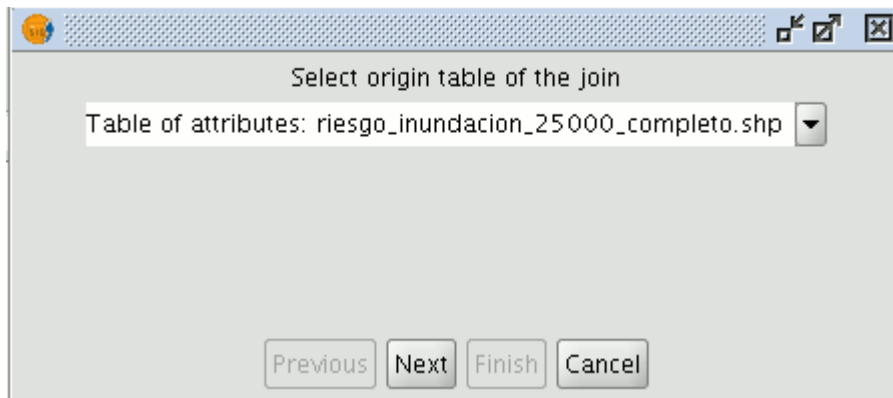 Select origin table of the join
Table of attributes: riesgo_inundacion_25000_completo.shp
Previous Next Finish Cancel